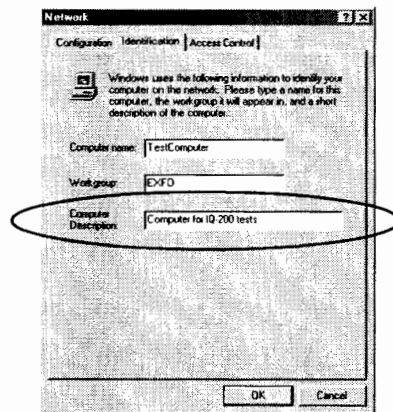 Network
Configuration Identification Access Control
Windows uses the following information to identify your
computer on the network. Please type a name for this
computer, the workgroup it will appear in, and a short
description of the computer.
Computer name: TestComputer
Workgroup: EXFO
Computer
Description: Computer for IQ-200 tests
OK Cancel